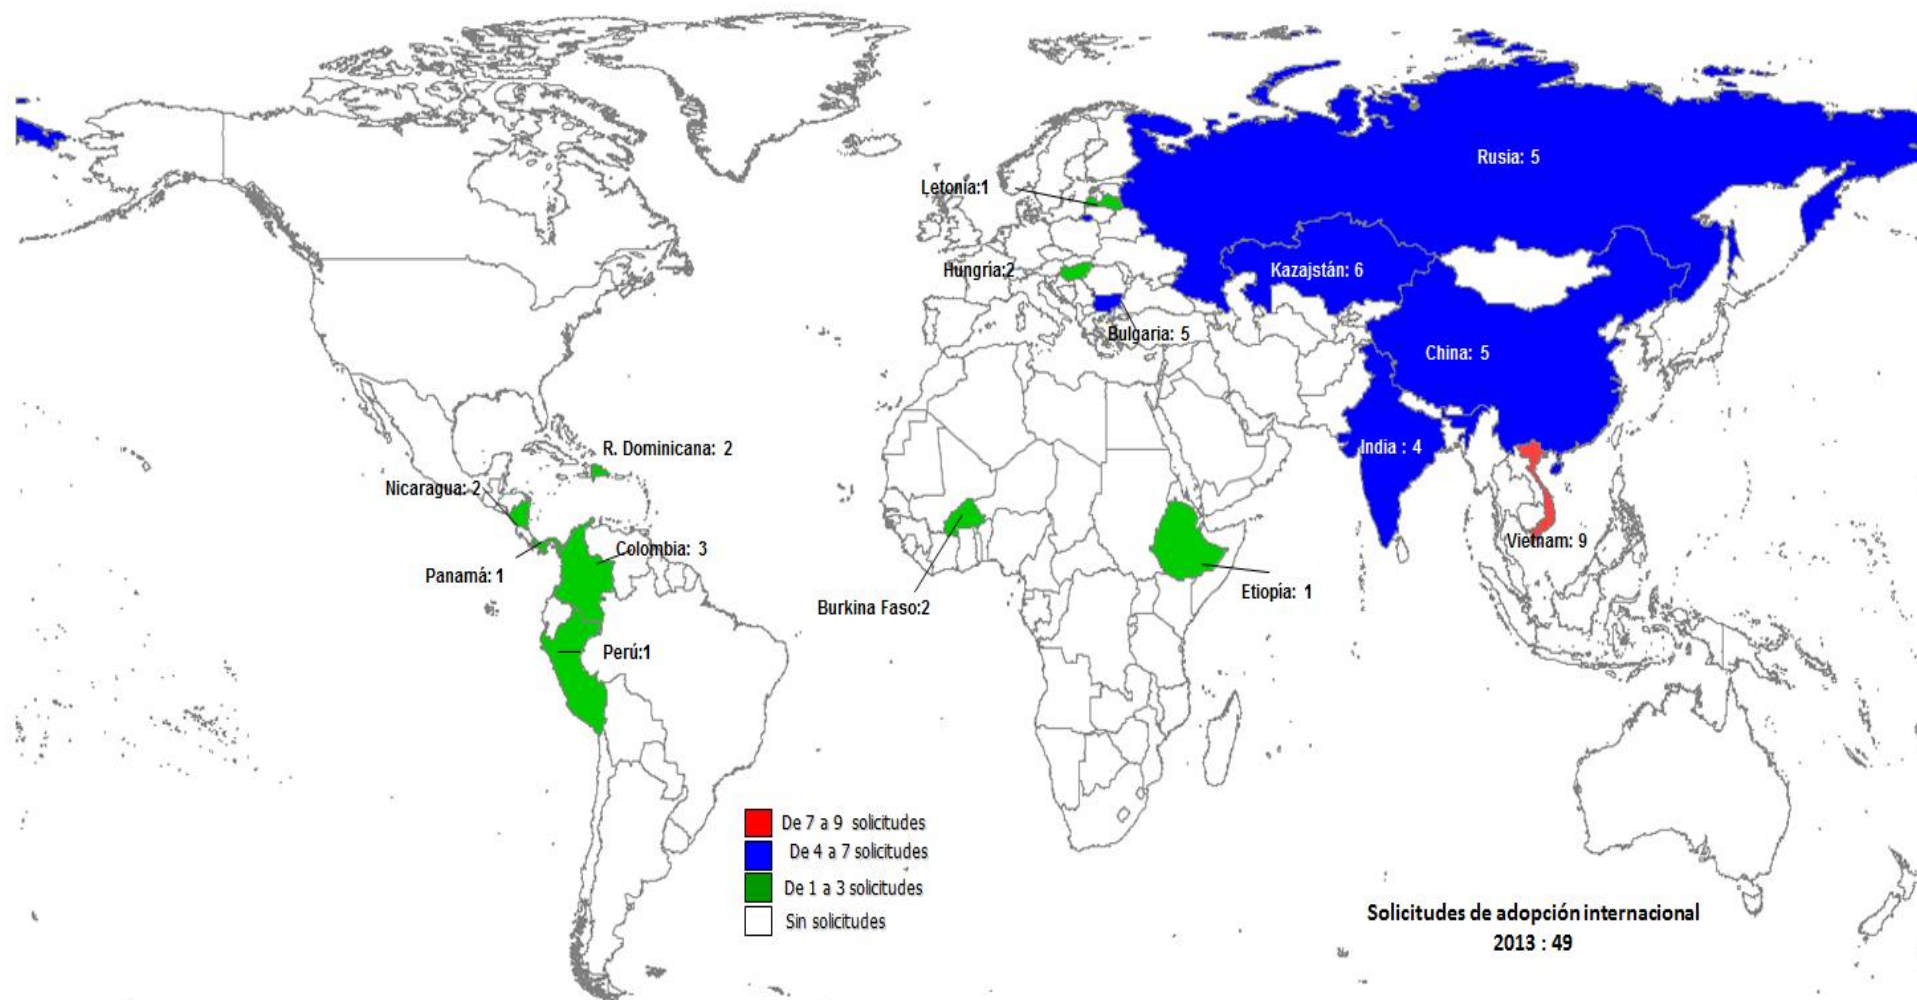 Rusia: 5
Letonía:1
Hungría:2
Kazajstán: 6
Bulgaria: 5
China: 5
R. Dominicana: 2
India : 4
Nicaragua: 2
Vietnam: 9
Colombia: 3
Panamá: 1
Etiopía: 1
Burkina Faso:2
Perú:1
De 7 a 9 solicitudes
De 4 a 7 solicitudes
De 1 a 3 solicitudes
Sin solicitudes
Solicitudes de adopción internacional
2013 : 49